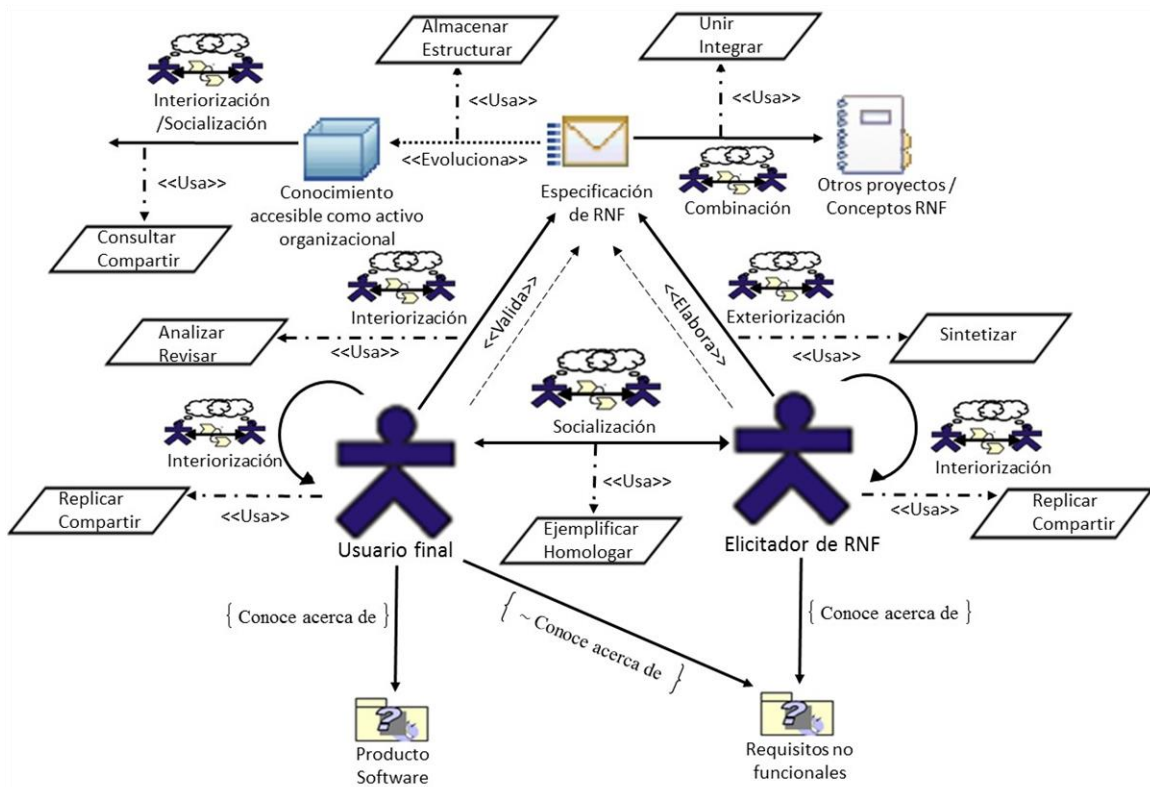 Consultar
Compartir
<<Usa>>
Interiorización
/Socialización
Conocimiento
accesible como activo
organizacional
<<Evoluciona>>
Almacenar
Estructurar
<<Usa>>
Especificación
de RNF
Unir
Integrar
<<Usa>>
Combinación
Otros proyectos /
Conceptos RNF
Analizar
Revisar
<<Usa>>
Interiorización
<<Valida>>
<<Elabora>>
Exteriorización
<<Usa>>
Sintetizar
Interiorización
Replicar
Compartir
<<Usa>>
Usuario final
Socialización
<<Usa>>
Ejemplificar
Homologar
Elicitador de RNF
Interiorización
<<Usa>>
Replicar
Compartir
{ Conoce acerca de }
{ ~ Conoce acerca de }
{ Conoce acerca de }
Producto
Software
Requisitos no
funcionales